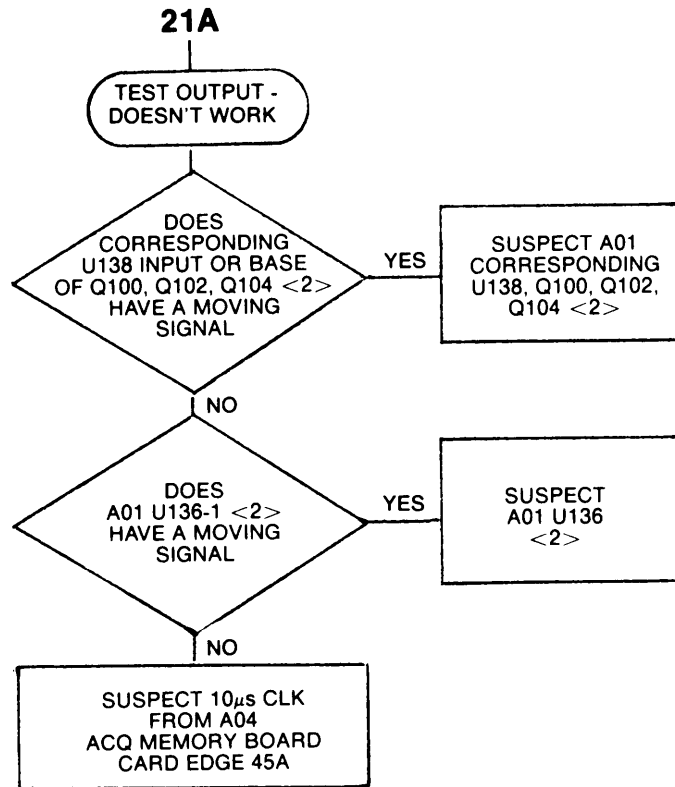 21A
TEST OUTPUT -
DOESN'T WORK
DOES
CORRESPONDING
U138 INPUT OR BASE
OF Q100, Q102, Q104 <2>
HAVE A MOVING
SIGNAL
YES
SUSPECT A01
CORRESPONDING
U138, Q100, Q102,
Q104 <2>
NO
DOES
A01 U136-1 <2>
HAVE A MOVING
SIGNAL
YES
SUSPECT
A01 U136
<2>
NO
SUSPECT 10µs CLK
FROM A04
ACQ MEMORY BOARD
CARD EDGE 45A